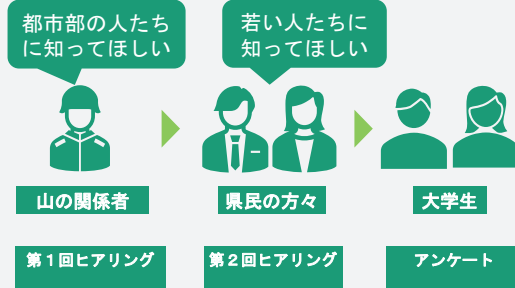 都市部の人たち
に知ってほしい
若い人たちに
知ってほしい
山の関係者
県民の方々
大学生
第1回ヒアリング
第2回ヒアリング
アンケート